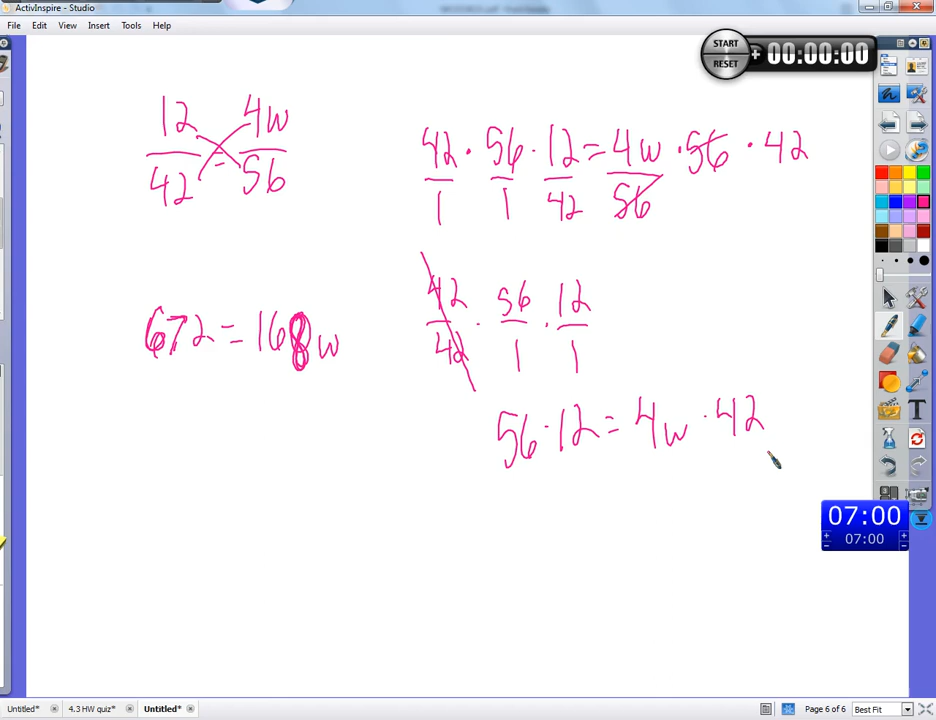 ActivInspire - Studio
File Edit View Insert Tools Help
START
RESET
00:00:00
12 4w
42 = 56
42 · 56 · 12 = 4w · 56 · 42
1 1 42 56
42 · 56 · 12
42 1 1
672 = 168w
56 · 12 = 4w · 42
07:00
07:00
Untitled* 4.3 HW quiz* Untitled* Page 6 of 6 Best Fit